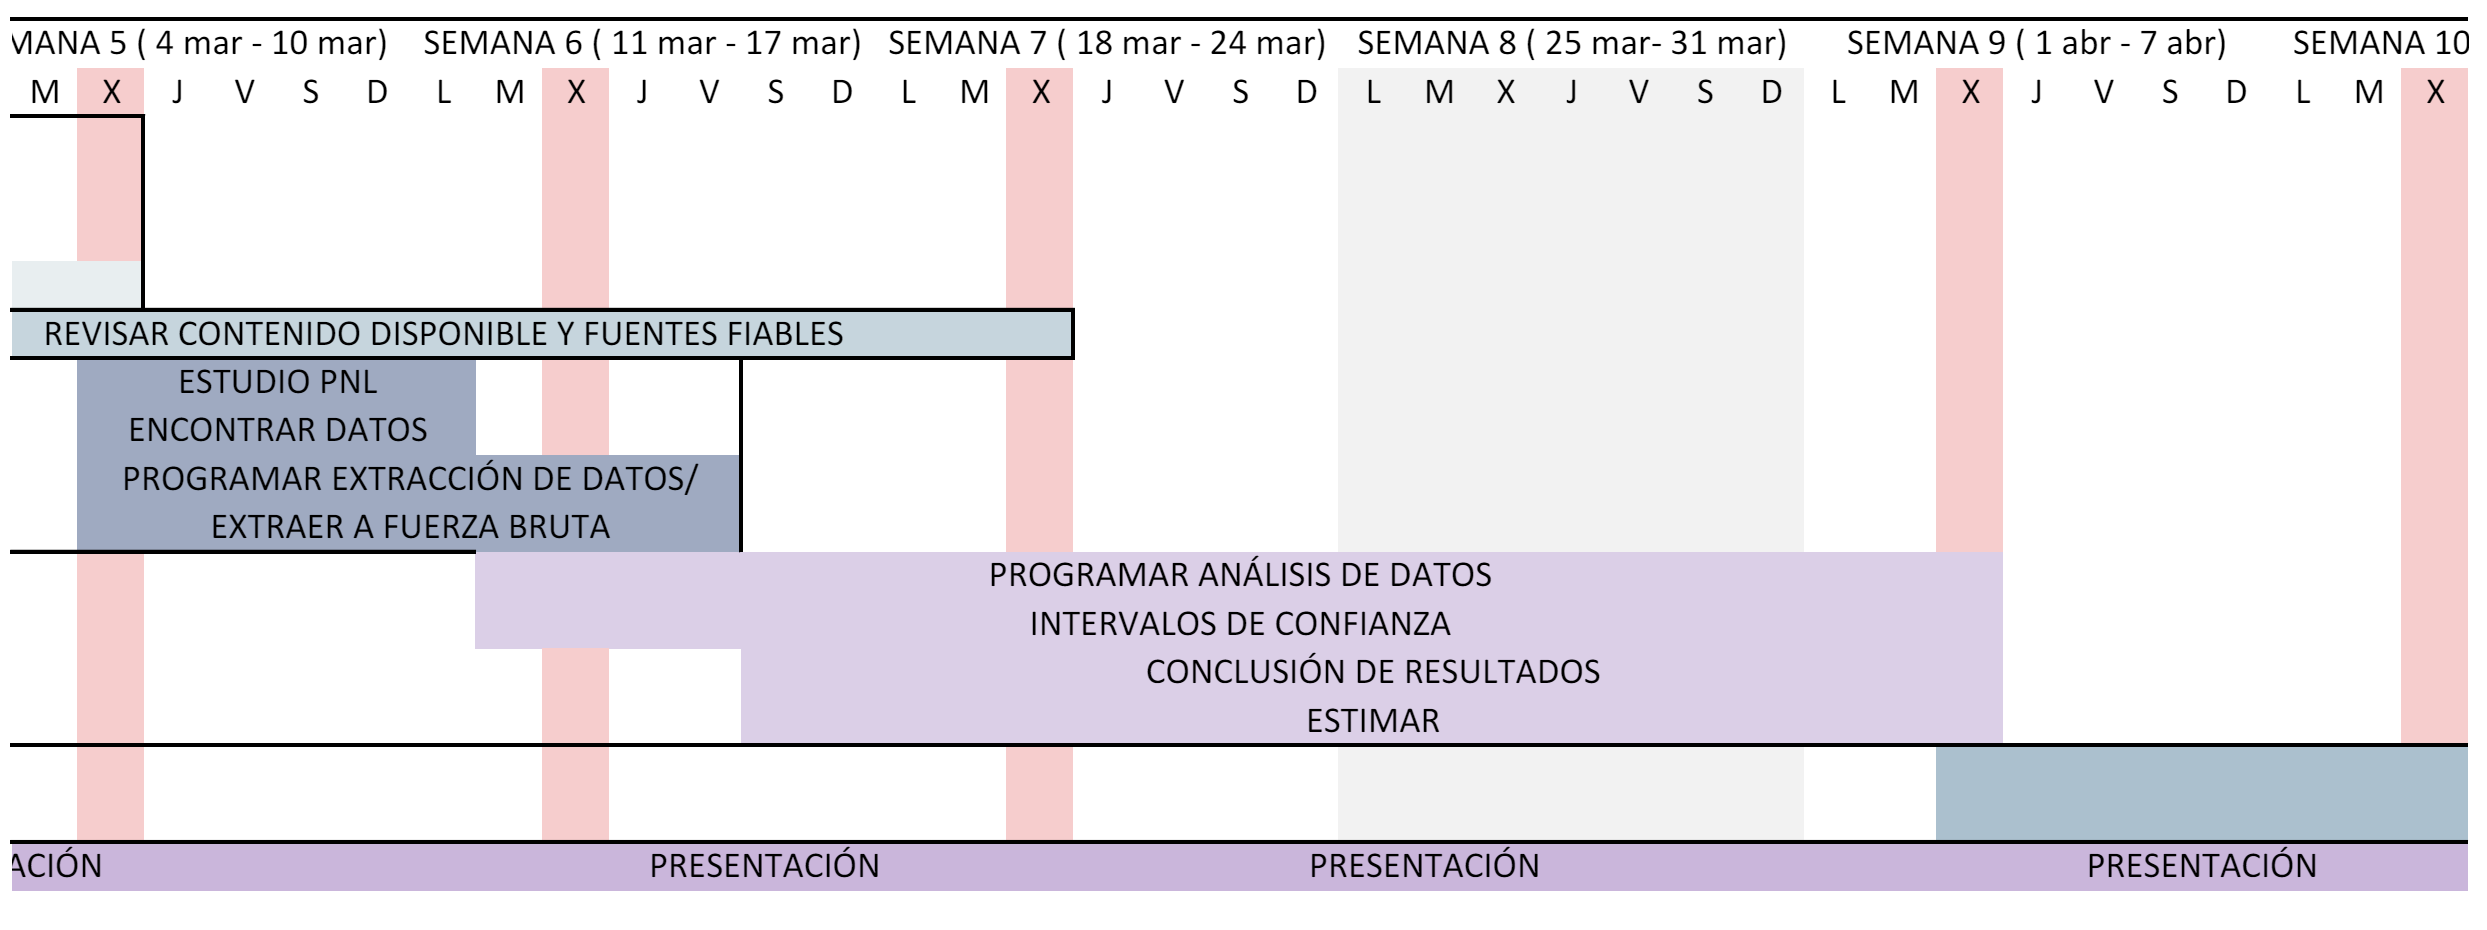 MANA 5 ( 4 mar - 10 mar) SEMANA 6 ( 11 mar - 17 mar) SEMANA 7 ( 18 mar - 24 mar) SEMANA 8 ( 25 mar- 31 mar) SEMANA 9 ( 1 abr - 7 abr) SEMANA 10
M X J V S D L M X J V S D L M X J V S D L M X J V S D L M X J V S D L M X
REVISAR CONTENIDO DISPONIBLE Y FUENTES FIABLES
ESTUDIO PNL
ENCONTRAR DATOS
PROGRAMAR EXTRACCIÓN DE DATOS/
EXTRAER A FUERZA BRUTA
PROGRAMAR ANÁLISIS DE DATOS
INTERVALOS DE CONFIANZA
CONCLUSIÓN DE RESULTADOS
ESTIMAR
ACIÓN PRESENTACIÓN PRESENTACIÓN PRESENTACIÓN